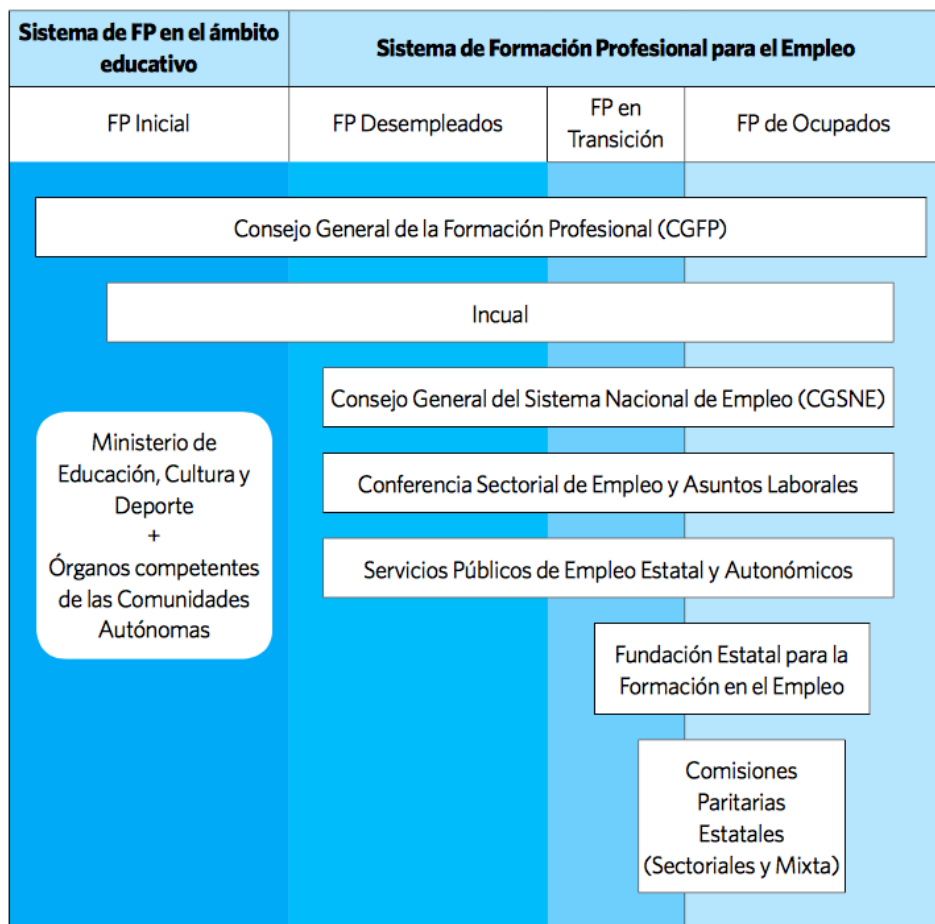 Sistema de FP en el ámbito
educativo
Sistema de Formación Profesional para el Empleo
FP Inicial
FP Desempleados
FP en
Transición
FP de Ocupados
Consejo General de la Formación Profesional (CGFP)
Incual
Consejo General del Sistema Nacional de Empleo (CGSNE)
Ministerio de
Educación, Cultura y
Deporte
+
Órganos competentes
de las Comunidades
Autónomas
Conferencia Sectorial de Empleo y Asuntos Laborales
Servicios Públicos de Empleo Estatal y Autonómicos
Fundación Estatal para la
Formación en el Empleo
Comisiones
Paritarias
Estatales
(Sectoriales y Mixta)